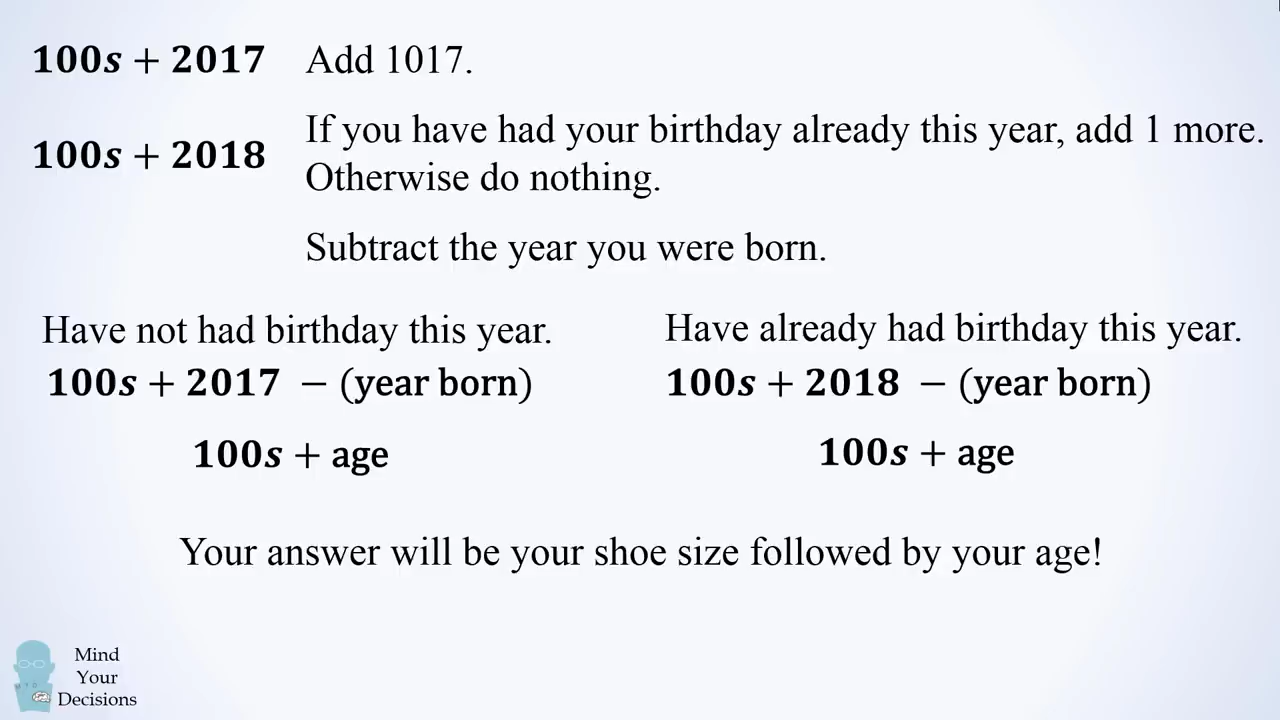 100s + 2017 Add 1017.
100s + 2018 If you have had your birthday already this year, add 1 more.
Otherwise do nothing.
Subtract the year you were born.
Have not had birthday this year.
100s + 2017 − (year born)
100s + age
Have already had birthday this year.
100s + 2018 − (year born)
100s + age
Your answer will be your shoe size followed by your age!
Mind
Your
Decisions